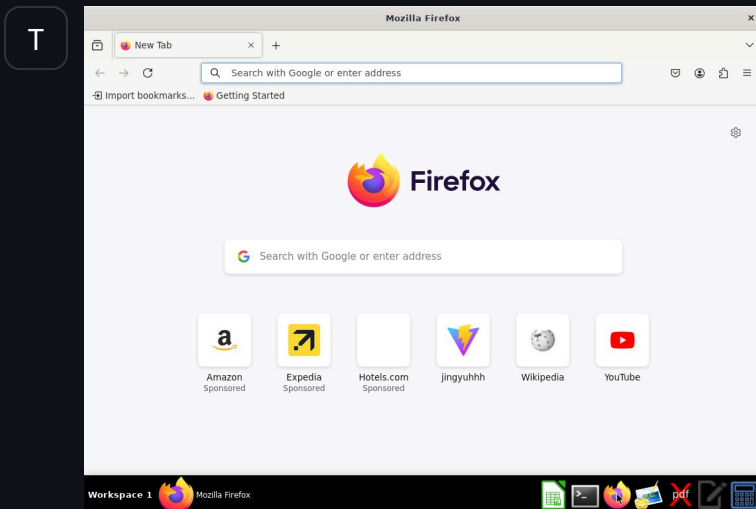 T
Mozilla Firefox
New Tab
Search with Google or enter address
Import bookmarks... Getting Started
Firefox
Search with Google or enter address
Amazon
Sponsored
Expedia
Sponsored
Hotels.com
Sponsored
jingyuhhh
Wikipedia
YouTube
Workspace 1 Mozilla Firefox
pdf